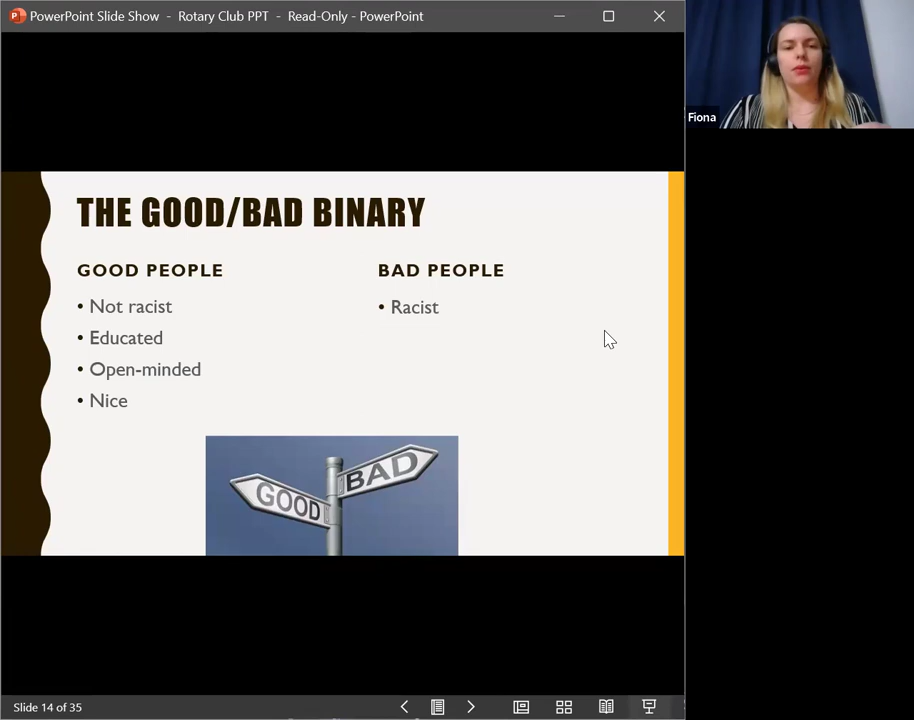 PowerPoint Slide Show - Rotary Club PPT - Read-Only - PowerPoint
Fiona
THE GOOD/BAD BINARY
GOOD PEOPLE
• Not racist
• Educated
• Open-minded
• Nice
BAD PEOPLE
• Racist
GOOD
BAD
Slide 14 of 35